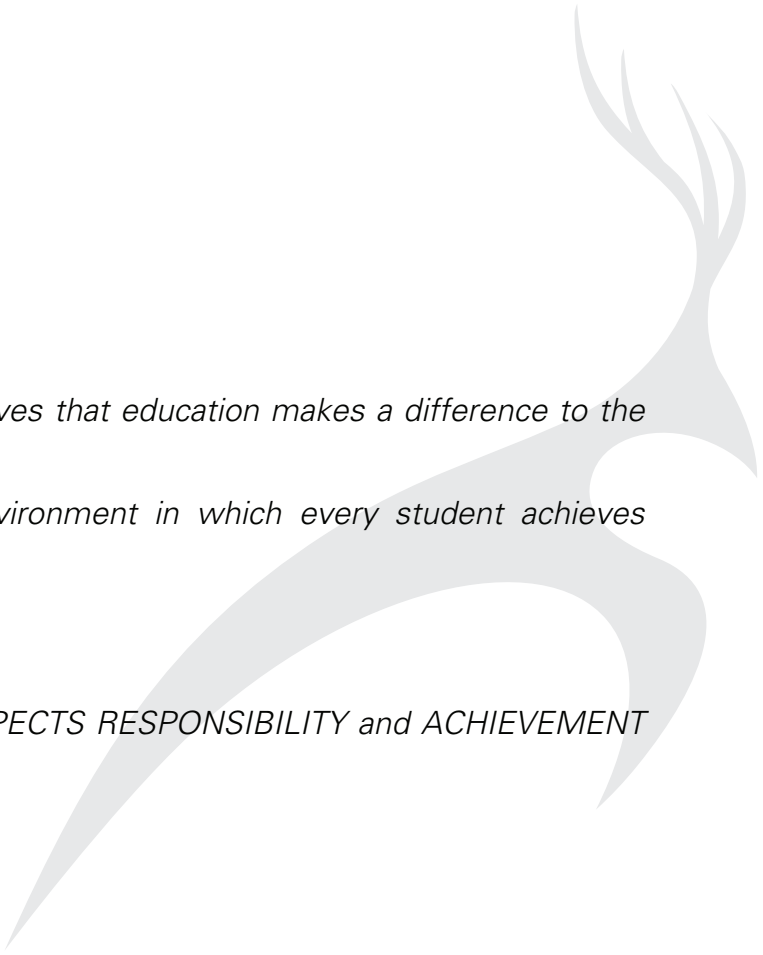 ves that education makes a difference to the
vironment in which every student achieves
PECTS RESPONSIBILITY and ACHIEVEMENT